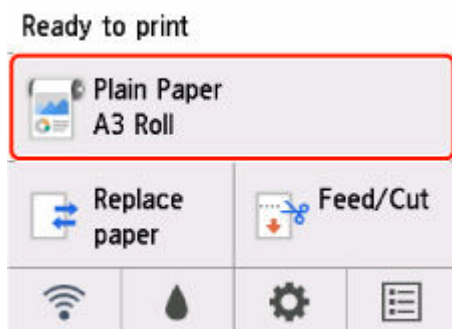 Ready to print
Plain Paper
A3 Roll
Replace
paper
Feed/Cut